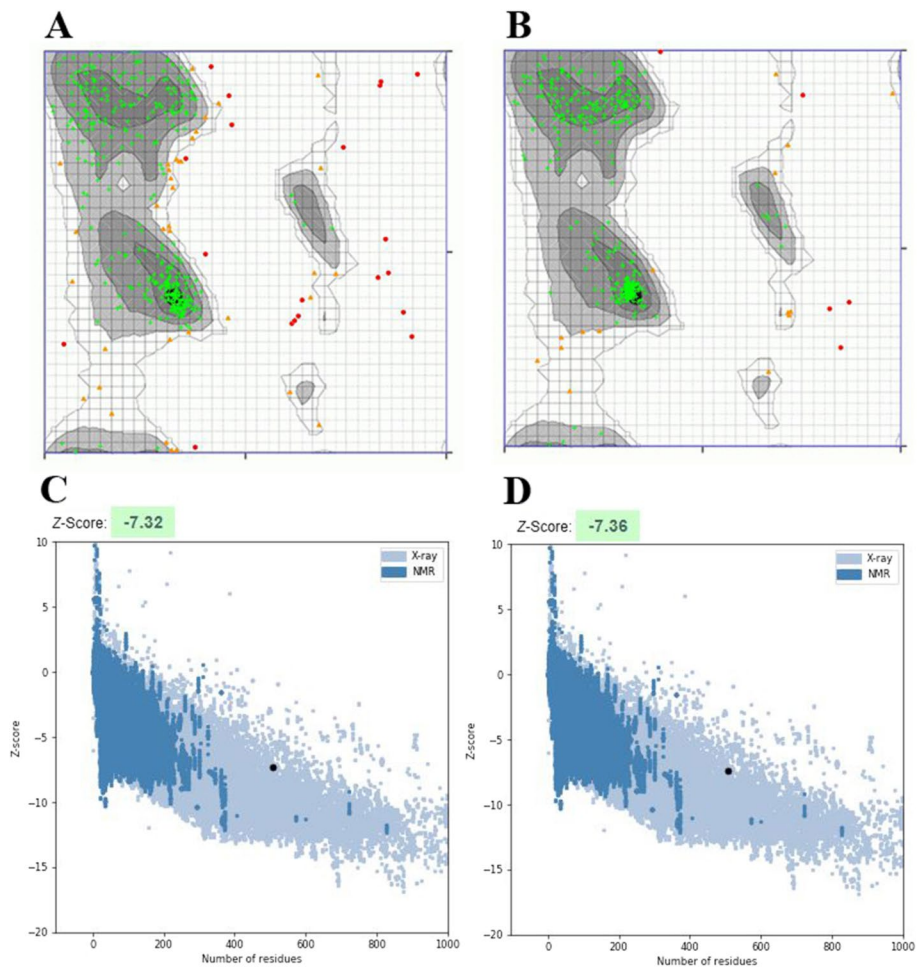 A
B
C
Z-Score: -7.32
10
5
0
−5
−10
−15
−20
Z-score
0
200
400
600
800
1000
Number of residues
X-ray
NMR
D
Z-Score: -7.36
10
5
0
−5
−10
−15
−20
Z-score
0
200
400
600
800
1000
Number of residues
X-ray
NMR